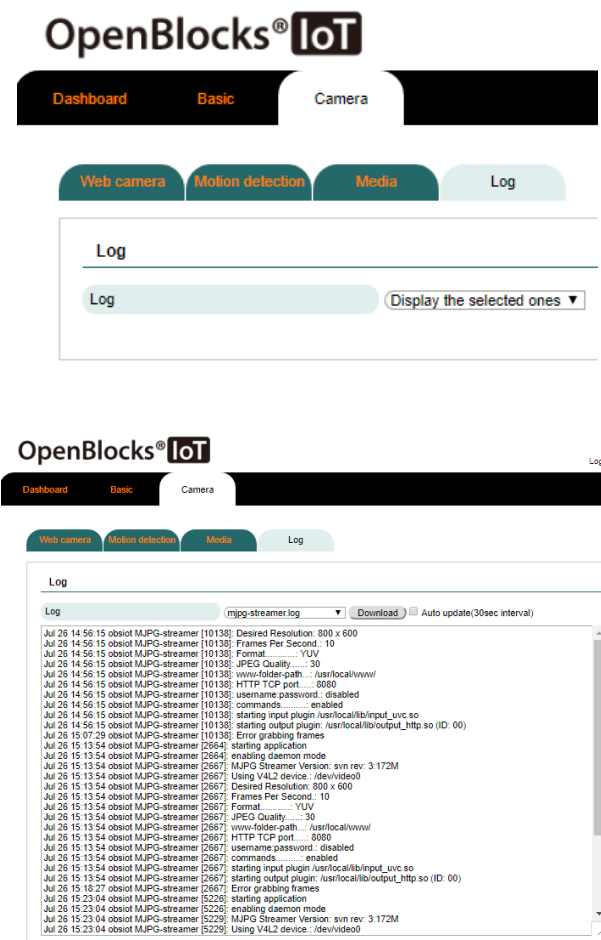 OpenBlocks® IoT
Dashboard Basic Camera
Web camera Motion detection Media Log
Log
Log Display the selected ones ▼
OpenBlocks® IoT
Log
Dashboard Basic Camera
Web camera Motion detection Media Log
Log
Log mjpg-streamer.log ▼ Download Auto update(30sec interval)
Jul 26 14:56:15 obsiot MJPG-streamer [10138]: Desired Resolution: 800 x 600
Jul 26 14:56:15 obsiot MJPG-streamer [10138]: Frames Per Second.: 10
Jul 26 14:56:15 obsiot MJPG-streamer [10138]: Format............: YUV
Jul 26 14:56:15 obsiot MJPG-streamer [10138]: JPEG Quality......: 30
Jul 26 14:56:15 obsiot MJPG-streamer [10138]: www-folder-path...: /usr/local/www/
Jul 26 14:56:15 obsiot MJPG-streamer [10138]: HTTP TCP port.....: 8080
Jul 26 14:56:15 obsiot MJPG-streamer [10138]: username:password.: disabled
Jul 26 14:56:15 obsiot MJPG-streamer [10138]: commands..........: enabled
Jul 26 14:56:15 obsiot MJPG-streamer [10138]: starting input plugin /usr/local/lib/input_uvc.so
Jul 26 14:56:15 obsiot MJPG-streamer [10138]: starting output plugin: /usr/local/lib/output_http.so (ID: 00)
Jul 26 15:07:29 obsiot MJPG-streamer [10138]: Error grabbing frames
Jul 26 15:13:54 obsiot MJPG-streamer [2664]: starting application
Jul 26 15:13:54 obsiot MJPG-streamer [2664]: enabling daemon mode
Jul 26 15:13:54 obsiot MJPG-streamer [2667]: MJPG Streamer Version: svn rev: 3:172M
Jul 26 15:13:54 obsiot MJPG-streamer [2667]: Using V4L2 device.: /dev/video0
Jul 26 15:13:54 obsiot MJPG-streamer [2667]: Desired Resolution: 800 x 600
Jul 26 15:13:54 obsiot MJPG-streamer [2667]: Frames Per Second.: 10
Jul 26 15:13:54 obsiot MJPG-streamer [2667]: Format............: YUV
Jul 26 15:13:54 obsiot MJPG-streamer [2667]: JPEG Quality......: 30
Jul 26 15:13:54 obsiot MJPG-streamer [2667]: www-folder-path...: /usr/local/www/
Jul 26 15:13:54 obsiot MJPG-streamer [2667]: HTTP TCP port.....: 8080
Jul 26 15:13:54 obsiot MJPG-streamer [2667]: username:password.: disabled
Jul 26 15:13:54 obsiot MJPG-streamer [2667]: commands..........: enabled
Jul 26 15:13:54 obsiot MJPG-streamer [2667]: starting input plugin /usr/local/lib/input_uvc.so
Jul 26 15:13:54 obsiot MJPG-streamer [2667]: starting output plugin: /usr/local/lib/output_http.so (ID: 00)
Jul 26 15:18:27 obsiot MJPG-streamer [2667]: Error grabbing frames
Jul 26 15:23:04 obsiot MJPG-streamer [5226]: starting application
Jul 26 15:23:04 obsiot MJPG-streamer [5226]: enabling daemon mode
Jul 26 15:23:04 obsiot MJPG-streamer [5229]: MJPG Streamer Version: svn rev: 3:172M
Jul 26 15:23:04 obsiot MJPG-streamer [5229]: Using V4L2 device.: /dev/video0